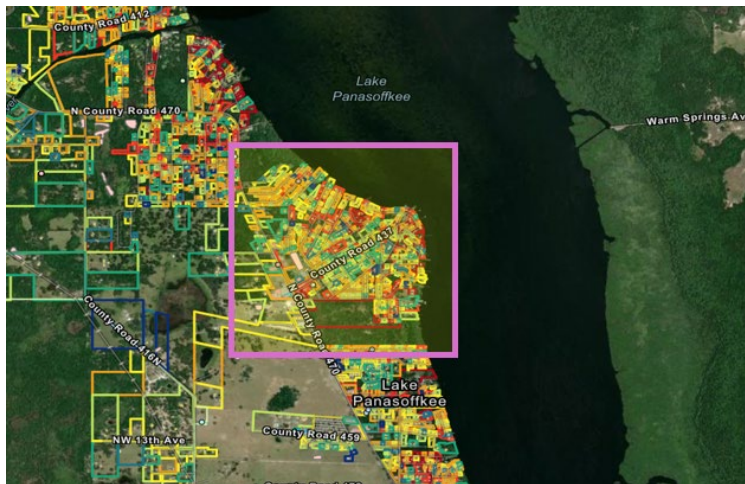 County Road 412
Lake
Panasoffkee
N County Road 470
Warm Springs Av
County Road 437
N County Road 470
County Road 416N
Lake
Panasoffkee
NW 13th Ave
County Road 459